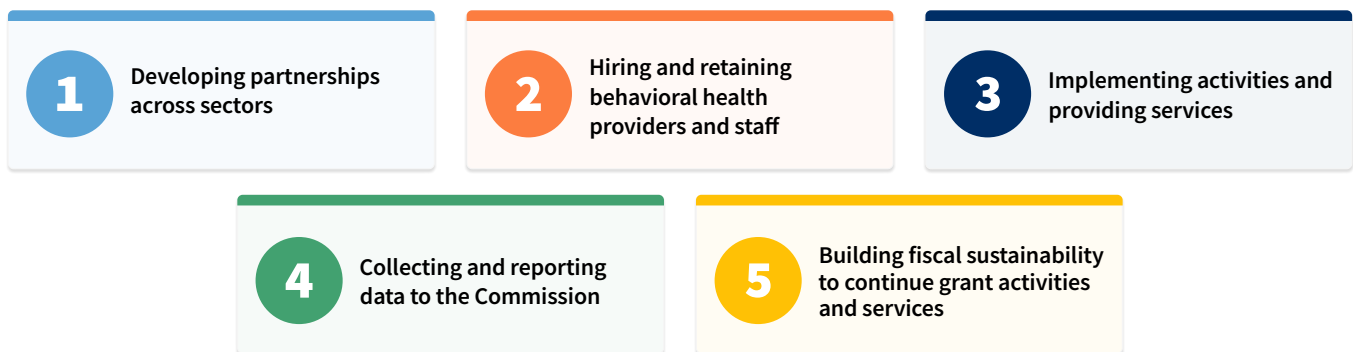 1
Developing partnerships
across sectors
2
Hiring and retaining
behavioral health
providers and staff
3
Implementing activities and
providing services
4
Collecting and reporting
data to the Commission
5
Building fiscal sustainability
to continue grant activities
and services